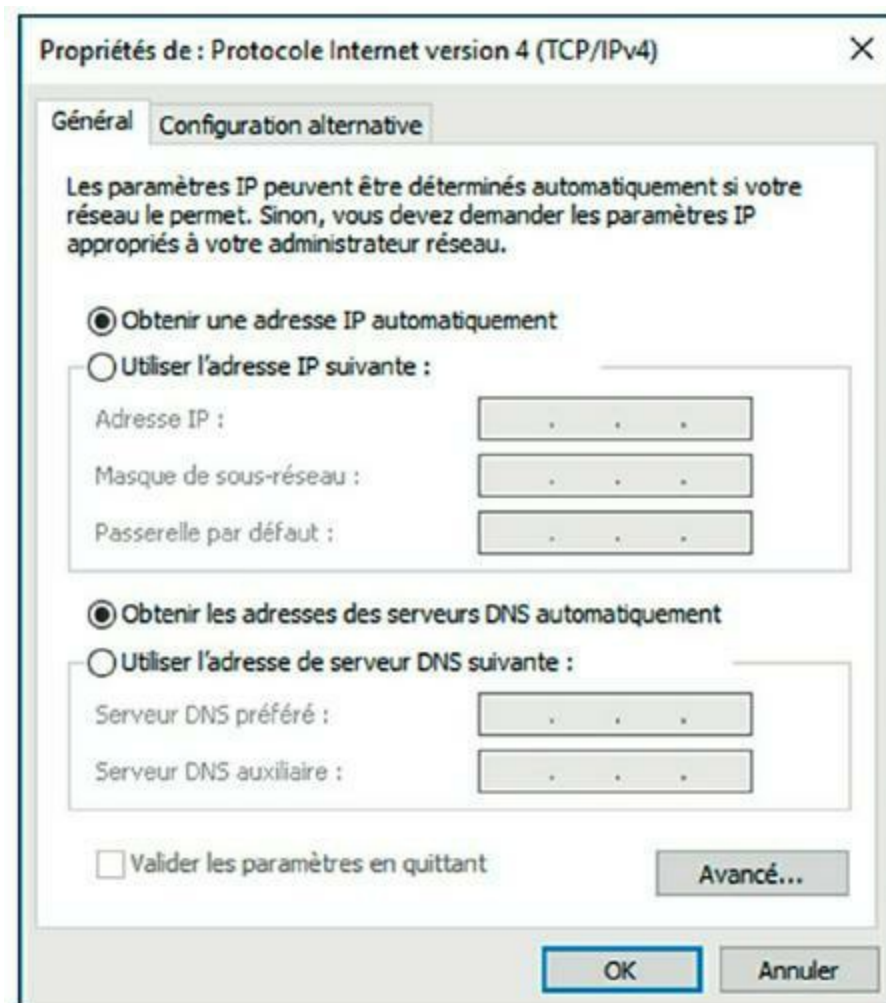 Propriétés de : Protocole Internet version 4 (TCP/IPv4)
Général
Configuration alternative
Les paramètres IP peuvent être déterminés automatiquement si votre
réseau le permet. Sinon, vous devez demander les paramètres IP
appropriés à votre administrateur réseau.
Obtenir une adresse IP automatiquement
Utiliser l'adresse IP suivante :
Adresse IP :
Masque de sous-réseau :
Passerelle par défaut :
Obtenir les adresses des serveurs DNS automatiquement
Utiliser l'adresse de serveur DNS suivante :
Serveur DNS préféré :
Serveur DNS auxiliaire :
Valider les paramètres en quittant
Avancé...
OK
Annuler